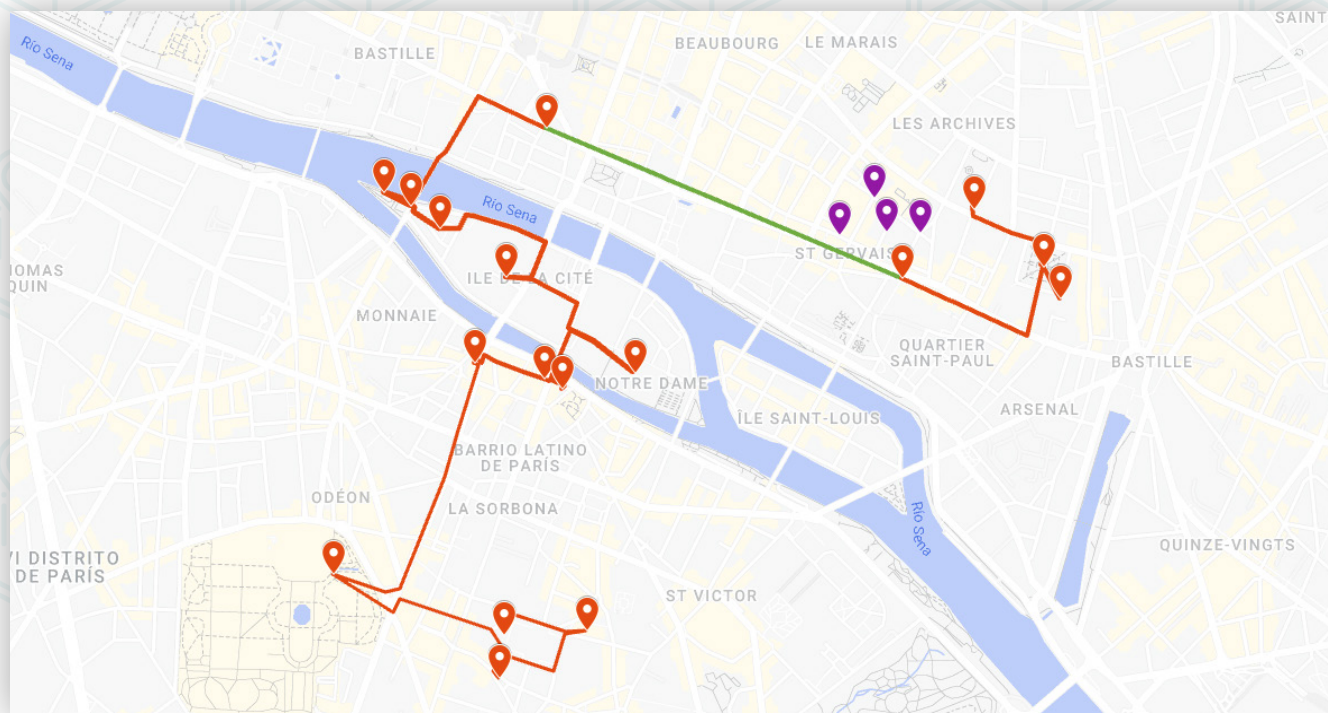 SAINT
Río Sena
BASTILLE
BEAUBOURG
LE MARAIS
LES ARCHIVES
Río Sena
ST GERVAIS
HOMAS
QUIN
ILE DE LA CITÉ
MONNAIE
QUARTIER
SAINT-PAUL
BASTILLE
NOTRE DAME
ARSENAL
ÎLE SAINT-LOUIS
BARRIO LATINO
DE PARÍS
ODÉON
LA SORBONA
Río Sena
QUINZE-VINGTS
VI DISTRITO
DE PARÍS
ST VICTOR